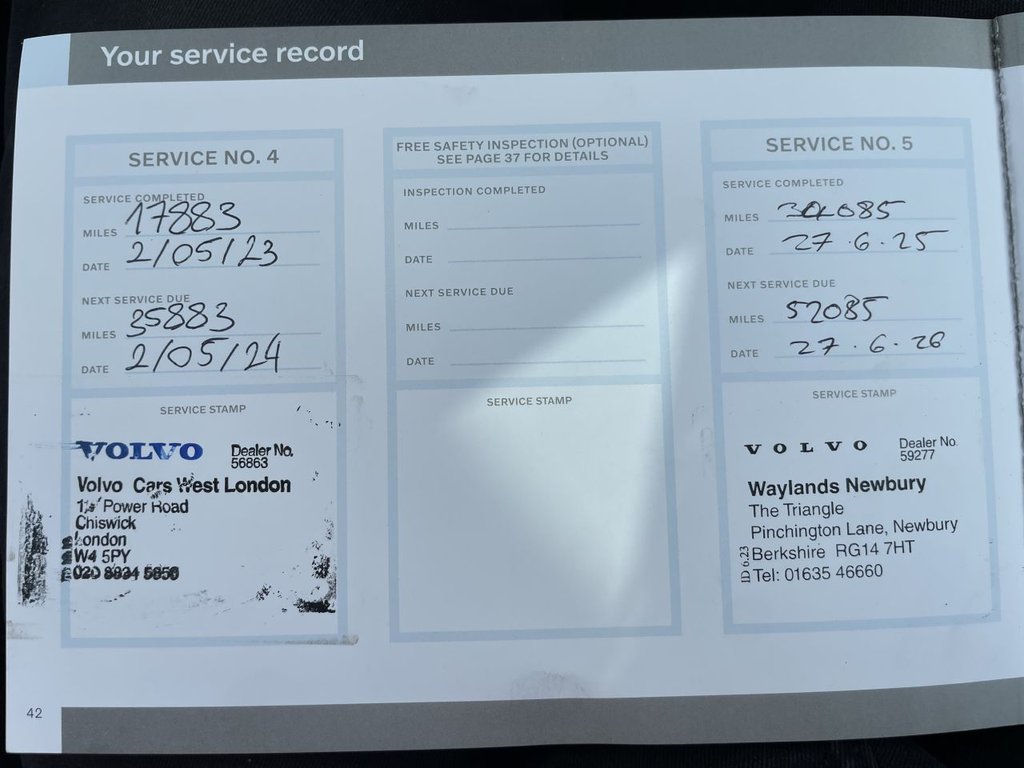 Your service record
SERVICE NO. 4
SERVICE COMPLETED
MILES 17883
DATE 2/05/23
NEXT SERVICE DUE
MILES 35883
DATE 2/05/24
SERVICE STAMP
VOLVO Dealer No.
56863
Volvo Cars West London
Power Road
Chiswick
London
W4 5PY
020
FREE SAFETY INSPECTION (OPTIONAL)
SEE PAGE 37 FOR DETAILS
INSPECTION COMPLETED
MILES
DATE
NEXT SERVICE DUE
MILES
DATE
SERVICE STAMP
SERVICE NO. 5
SERVICE COMPLETED
MILES
DATE 27.6.25
NEXT SERVICE DUE
MILES 52085
DATE 27.6.26
SERVICE STAMP
VOLVO Dealer No.
59277
Waylands Newbury
The Triangle
Pinchington Lane, Newbury
Berkshire RG14 7HT
Tel: 01635 46660
ID 6.23
42